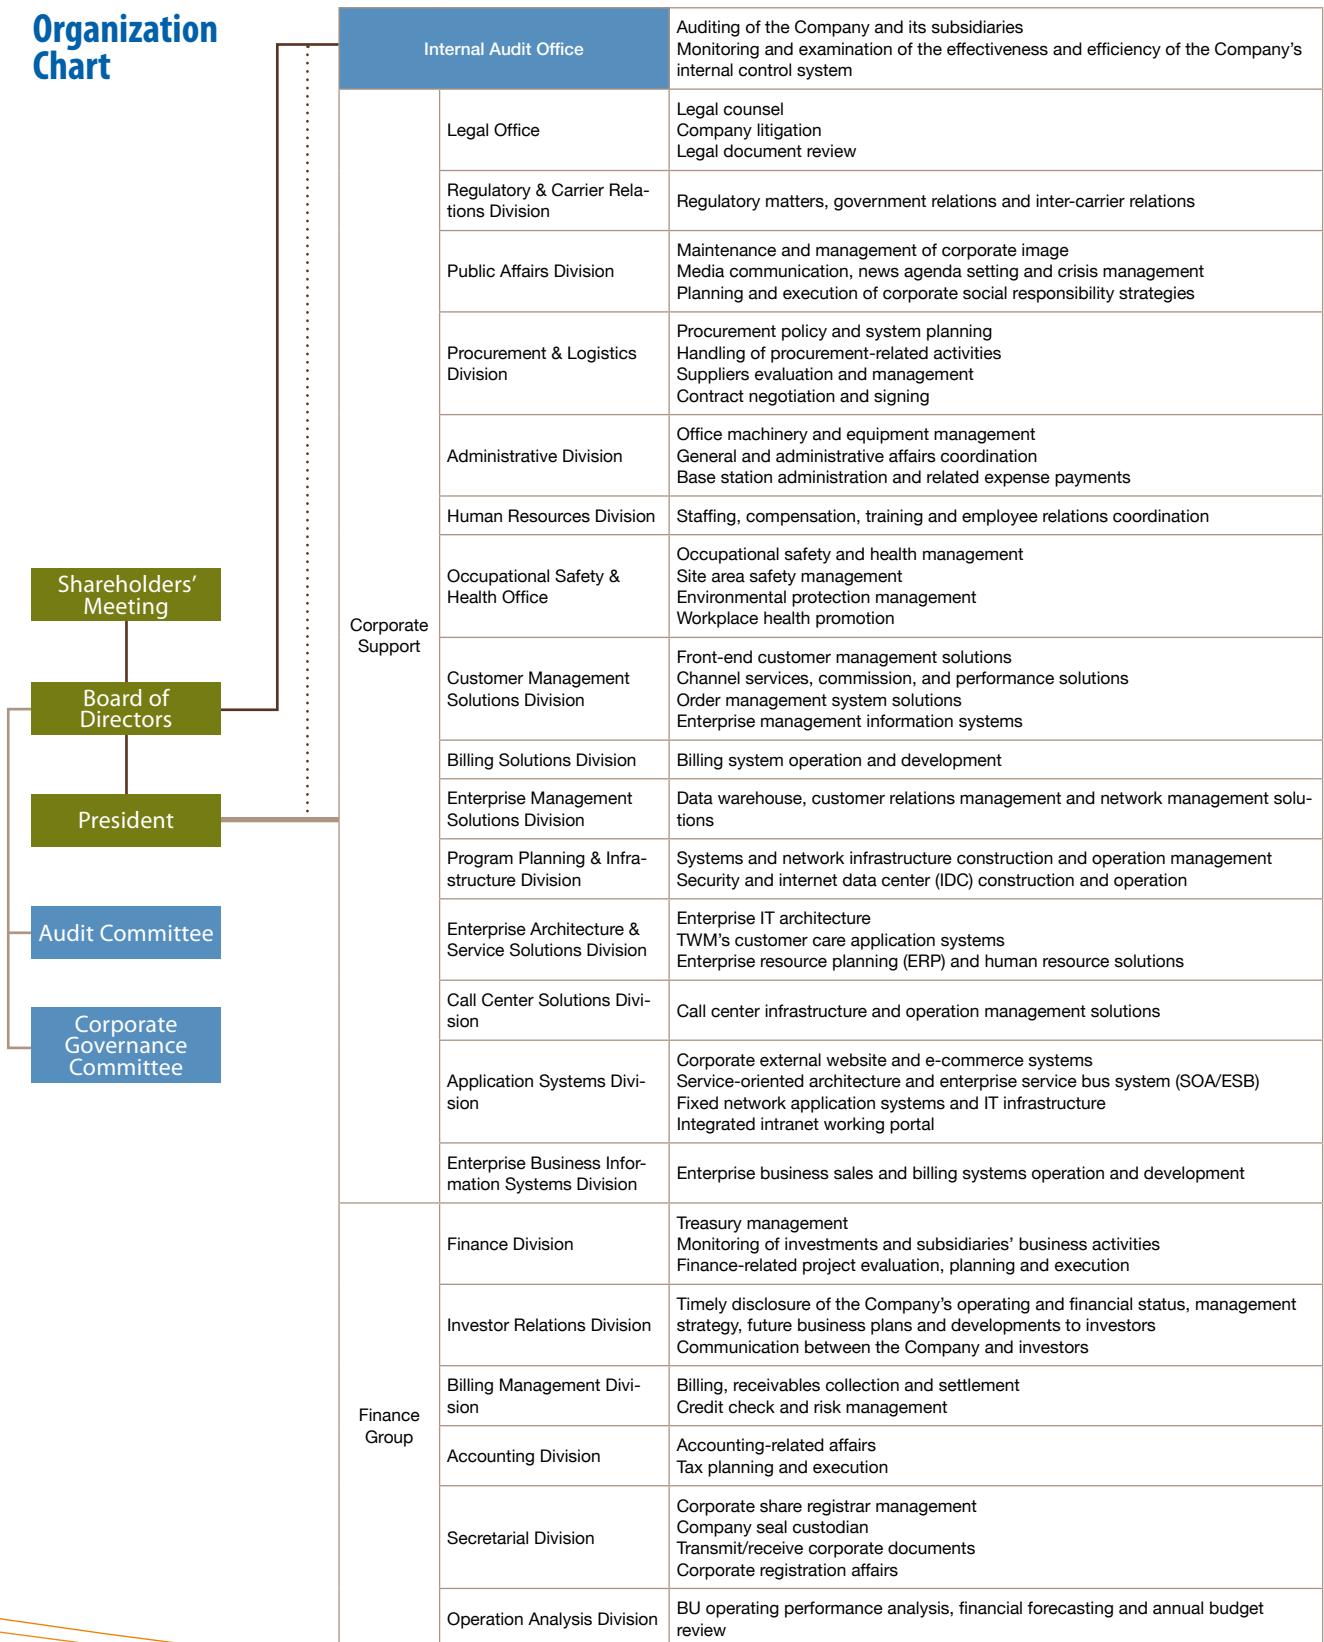 Organization
Chart
Internal Audit Office
Auditing of the Company and its subsidiaries
Monitoring and examination of the effectiveness and efficiency of the Company’s
internal control system
Shareholders’
Meeting
Board of
Directors
President
Audit Committee
Corporate
Governance
Committee
Corporate
Support
Legal Office
Legal counsel
Company litigation
Legal document review
Regulatory & Carrier Rela-
tions Division
Regulatory matters, government relations and inter-carrier relations
Public Affairs Division
Maintenance and management of corporate image
Media communication, news agenda setting and crisis management
Planning and execution of corporate social responsibility strategies
Procurement & Logistics
Division
Procurement policy and system planning
Handling of procurement-related activities
Suppliers evaluation and management
Contract negotiation and signing
Administrative Division
Office machinery and equipment management
General and administrative affairs coordination
Base station administration and related expense payments
Human Resources Division
Staffing, compensation, training and employee relations coordination
Occupational Safety &
Health Office
Occupational safety and health management
Site area safety management
Environmental protection management
Workplace health promotion
Customer Management
Solutions Division
Front-end customer management solutions
Channel services, commission, and performance solutions
Order management system solutions
Enterprise management information systems
Billing Solutions Division
Billing system operation and development
Enterprise Management
Solutions Division
Data warehouse, customer relations management and network management solu-
tions
Program Planning & Infra-
structure Division
Systems and network infrastructure construction and operation management
Security and internet data center (IDC) construction and operation
Enterprise Architecture &
Service Solutions Division
Enterprise IT architecture
TWM’s customer care application systems
Enterprise resource planning (ERP) and human resource solutions
Call Center Solutions Divi-
sion
Call center infrastructure and operation management solutions
Application Systems Divi-
sion
Corporate external website and e-commerce systems
Service-oriented architecture and enterprise service bus system (SOA/ESB)
Fixed network application systems and IT infrastructure
Integrated intranet working portal
Enterprise Business Infor-
mation Systems Division
Enterprise business sales and billing systems operation and development
Finance
Group
Finance Division
Treasury management
Monitoring of investments and subsidiaries’ business activities
Finance-related project evaluation, planning and execution
Investor Relations Division
Timely disclosure of the Company’s operating and financial status, management
strategy, future business plans and developments to investors
Communication between the Company and investors
Billing Management Divi-
sion
Billing, receivables collection and settlement
Credit check and risk management
Accounting Division
Accounting-related affairs
Tax planning and execution
Secretarial Division
Corporate share registrar management
Company seal custodian
Transmit/receive corporate documents
Corporate registration affairs
Operation Analysis Division
BU operating performance analysis, financial forecasting and annual budget
review